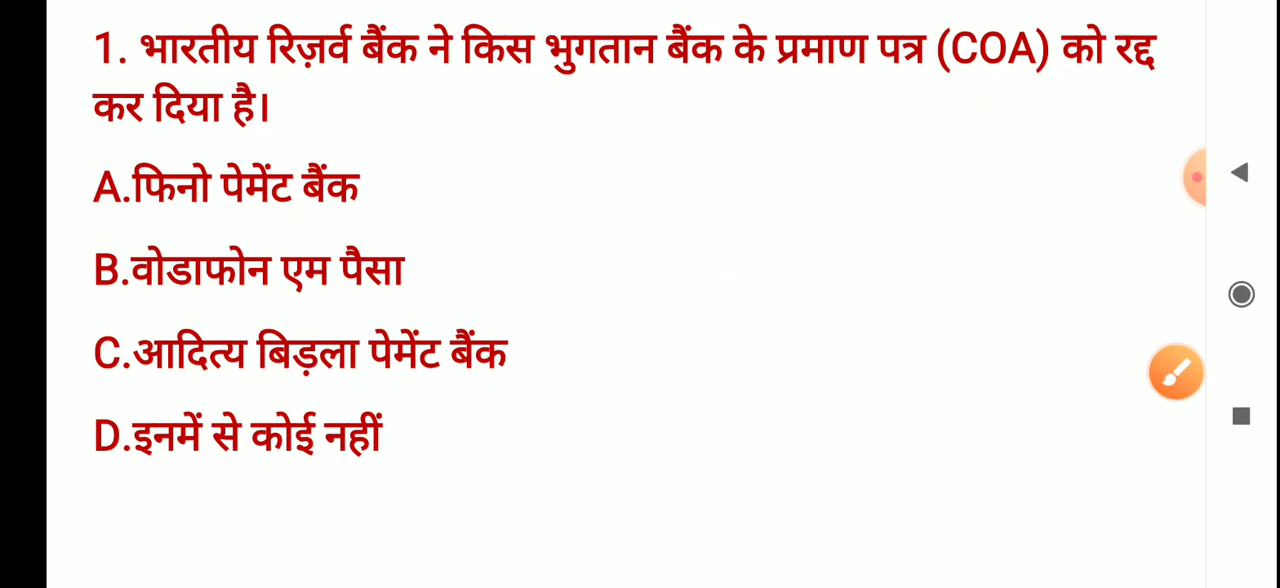 1. भारतीय रिज़र्व बैंक ने किस भुगतान बैंक के प्रमाण पत्र (COA) को रद्द
कर दिया है।
A.फिनो पेमेंट बैंक
B.वोडाफोन एम पैसा
C.आदित्य बिड़ला पेमेंट बैंक
D.इनमें से कोई नहीं